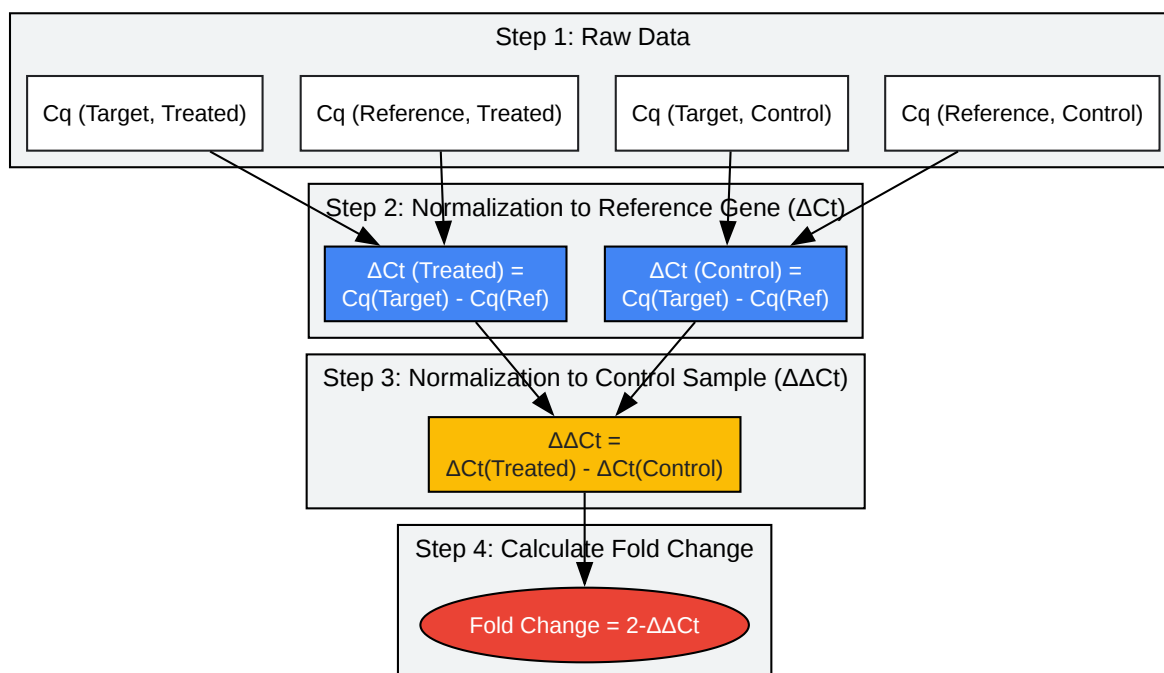 Step 1: Raw Data
Cq (Target, Treated)
Cq (Reference, Treated)
Cq (Target, Control)
Cq (Reference, Control)
Step 2: Normalization to Reference Gene (ΔCt)
ΔCt (Treated) =
Cq(Target) - Cq(Ref)
ΔCt (Control) =
Cq(Target) - Cq(Ref)
Step 3: Normalization to Control Sample (ΔΔCt)
ΔΔCt =
ΔCt(Treated) - ΔCt(Control)
Step 4: Calculate Fold Change
Fold Change = 2-ΔΔCt